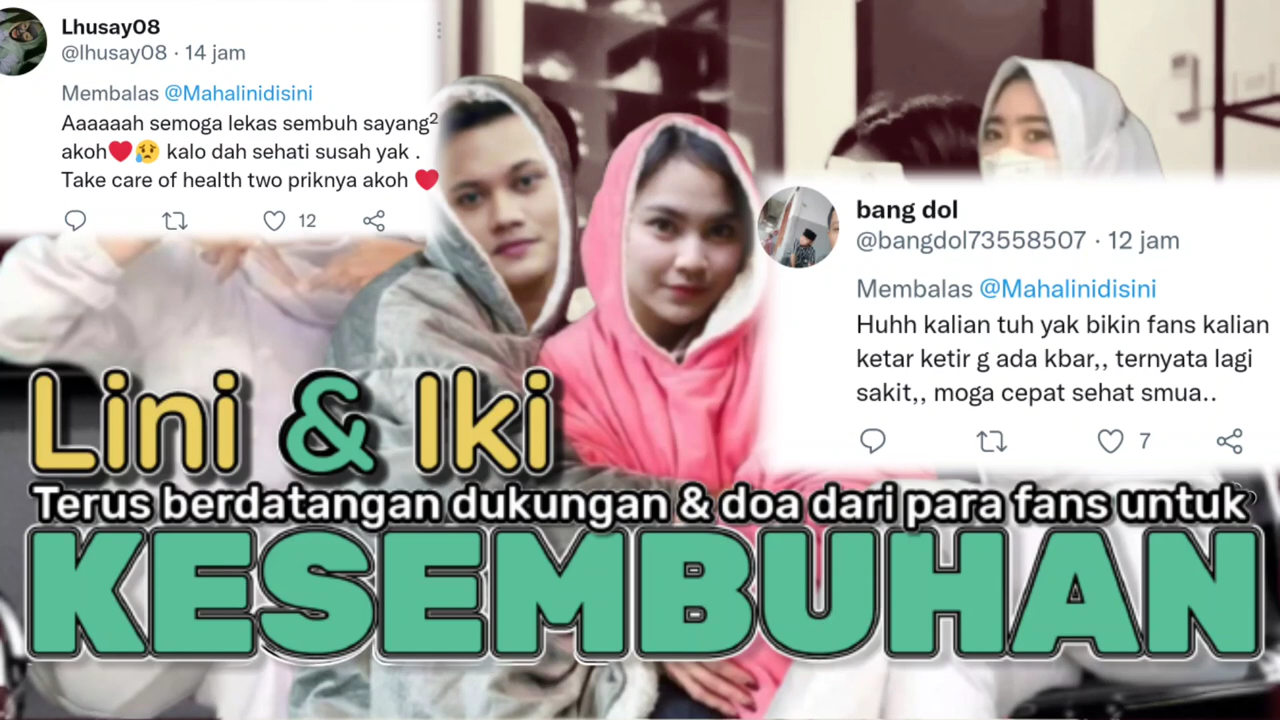 Lhusay08
@lhusay08 · 14 jam
Membalas @Mahalinidisini
Aaaaaah semoga lekas sembuh sayang²
akoh❤️😥 kalo dah sehati susah yak .
Take care of health two priknya akoh ❤️
12
bang dol
@bangdol73558507 · 12 jam
Membalas @Mahalinidisini
Huhh kalian tuh yak bikin fans kalian
ketar ketir g ada kbar,, ternyata lagi
sakit,, moga cepat sehat smua..
7
Lini & Iki
Terus berdatangan dukungan & doa dari para fans untuk
KESEMBUHAN